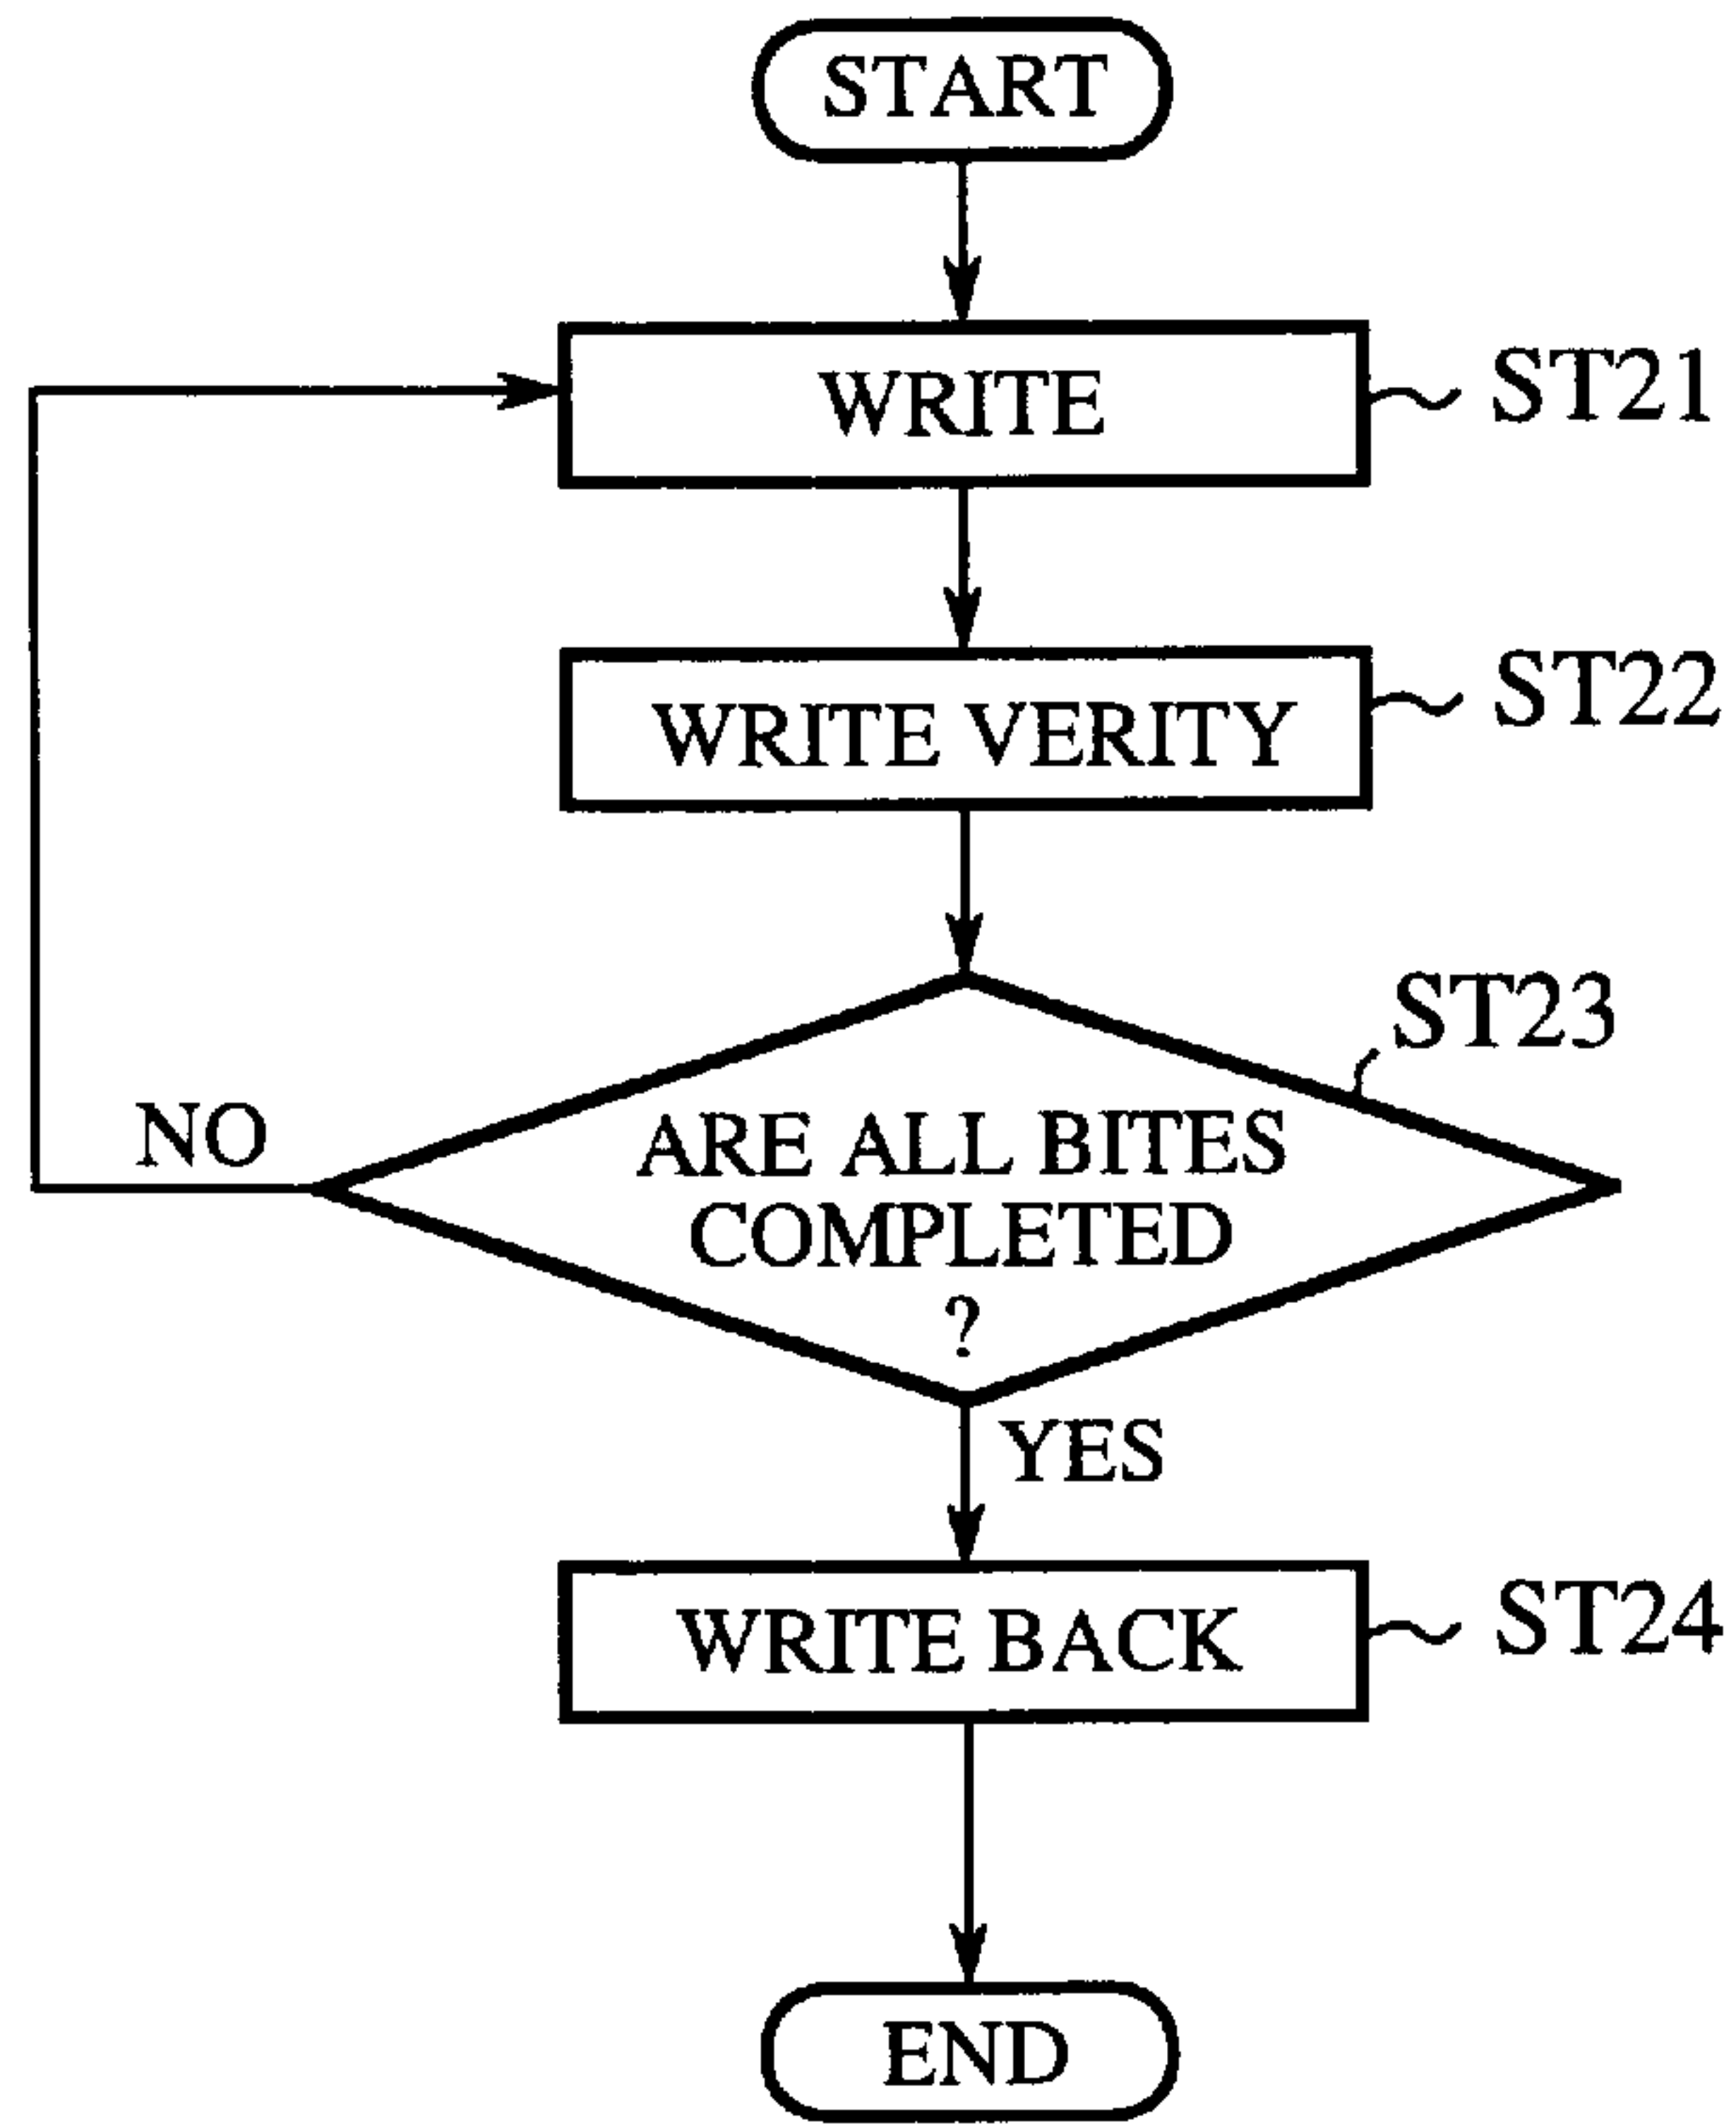 START
WRITE
ST21
WRITE VERITY
ST22
ST23
NO
ARE ALL BITES
COMPLETED
?
YES
WRITE BACK
ST24
END